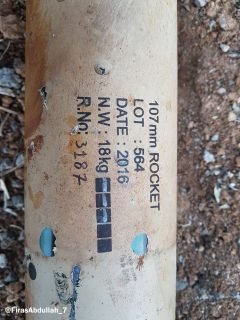 107mm ROCKET
LOT : 564
DATE : 2016
N.W : 18kg
R.No: 3187
©FirasAbdullah_7